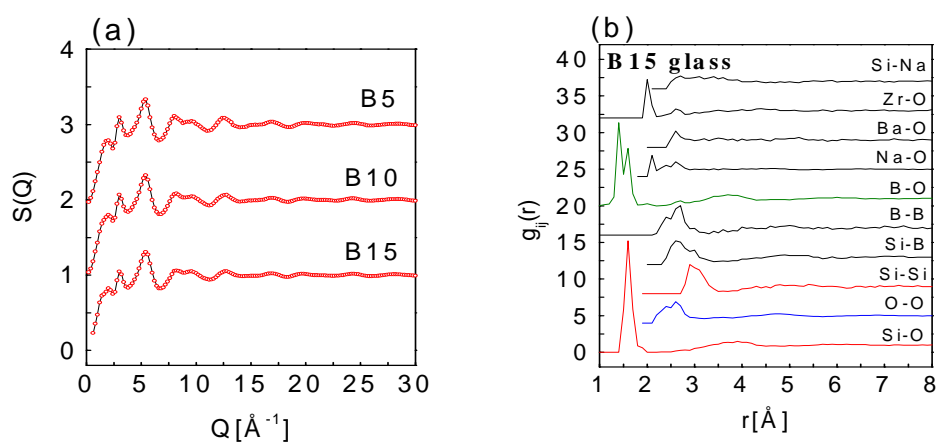 (a)
4
3
2
1
0
S(Q)
B5
B10
B15
0 5 10 15 20 25 30
Q [Å⁻¹]
(b)
B15 glass
40
35
30
25
20
15
10
5
0
g_ij(r)
Si-Na
Zr-O
Ba-O
Na-O
B-O
B-B
Si-B
Si-Si
O-O
Si-O
1 2 3 4 5 6 7 8
r [Å]